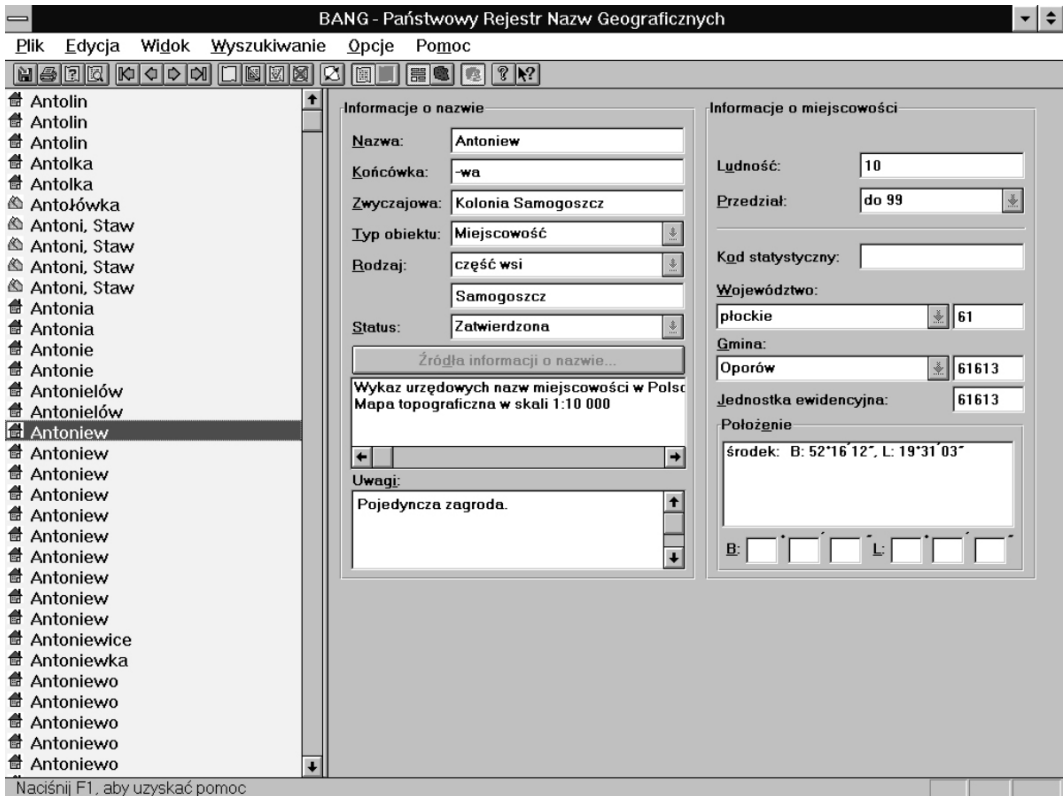 BANG - Państwowy Rejestr Nazw Geograficznych
Plik Edycja Widok Wyszukiwanie Opcje Pomoc
Antolin
Antolin
Antolin
Antolka
Antolka
Antołówka
Antoni, Staw
Antoni, Staw
Antoni, Staw
Antoni, Staw
Antonia
Antonia
Antonie
Antonie
Antonielów
Antonielów
Antoniew
Antoniew
Antoniew
Antoniew
Antoniew
Antoniew
Antoniew
Antoniew
Antoniew
Antoniew
Antoniewice
Antoniewka
Antoniewo
Antoniewo
Antoniewo
Antoniewo
Antoniewo
Informacje o nazwie
Nazwa: Antoniew
Końcówka: -wa
Zwyczajowa: Kolonia Samogoszcz
Typ obiektu: Miejscowość
Rodzaj: część wsi
Samogoszcz
Status: Zatwierdzona
Źródła informacji o nazwie...
Wykaz urzędowych nazw miejscowości w Polsc
Mapa topograficzna w skali 1:10 000
Uwagi:
Pojedyncza zagroda.
Informacje o miejscowości
Ludność: 10
Przedział: do 99
Kod statystyczny:
Województwo:
płockie 61
Gmina:
Oporów 61613
Jednostka ewidencyjna: 61613
Położenie
środek: B: 52°16´12˝, L: 19°31´03˝
B: ° ´ ˝ L: ° ´ ˝
Naciśnij F1, aby uzyskać pomoc